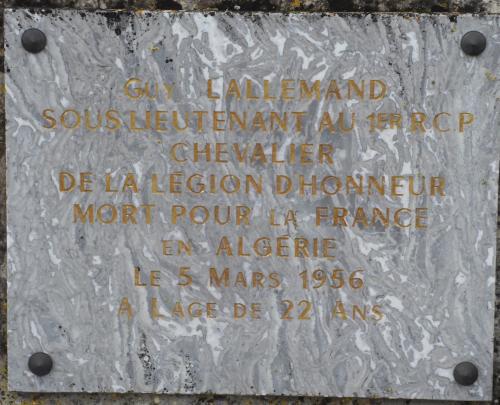 GUY LALLEMAND
SOUS LIEUTENANT AU 1ER R C P
CHEVALIER
DE LA LÉGION D'HONNEUR
MORT POUR LA FRANCE
EN ALGÉRIE
LE 5 MARS 1956
A L'AGE DE 22 ANS